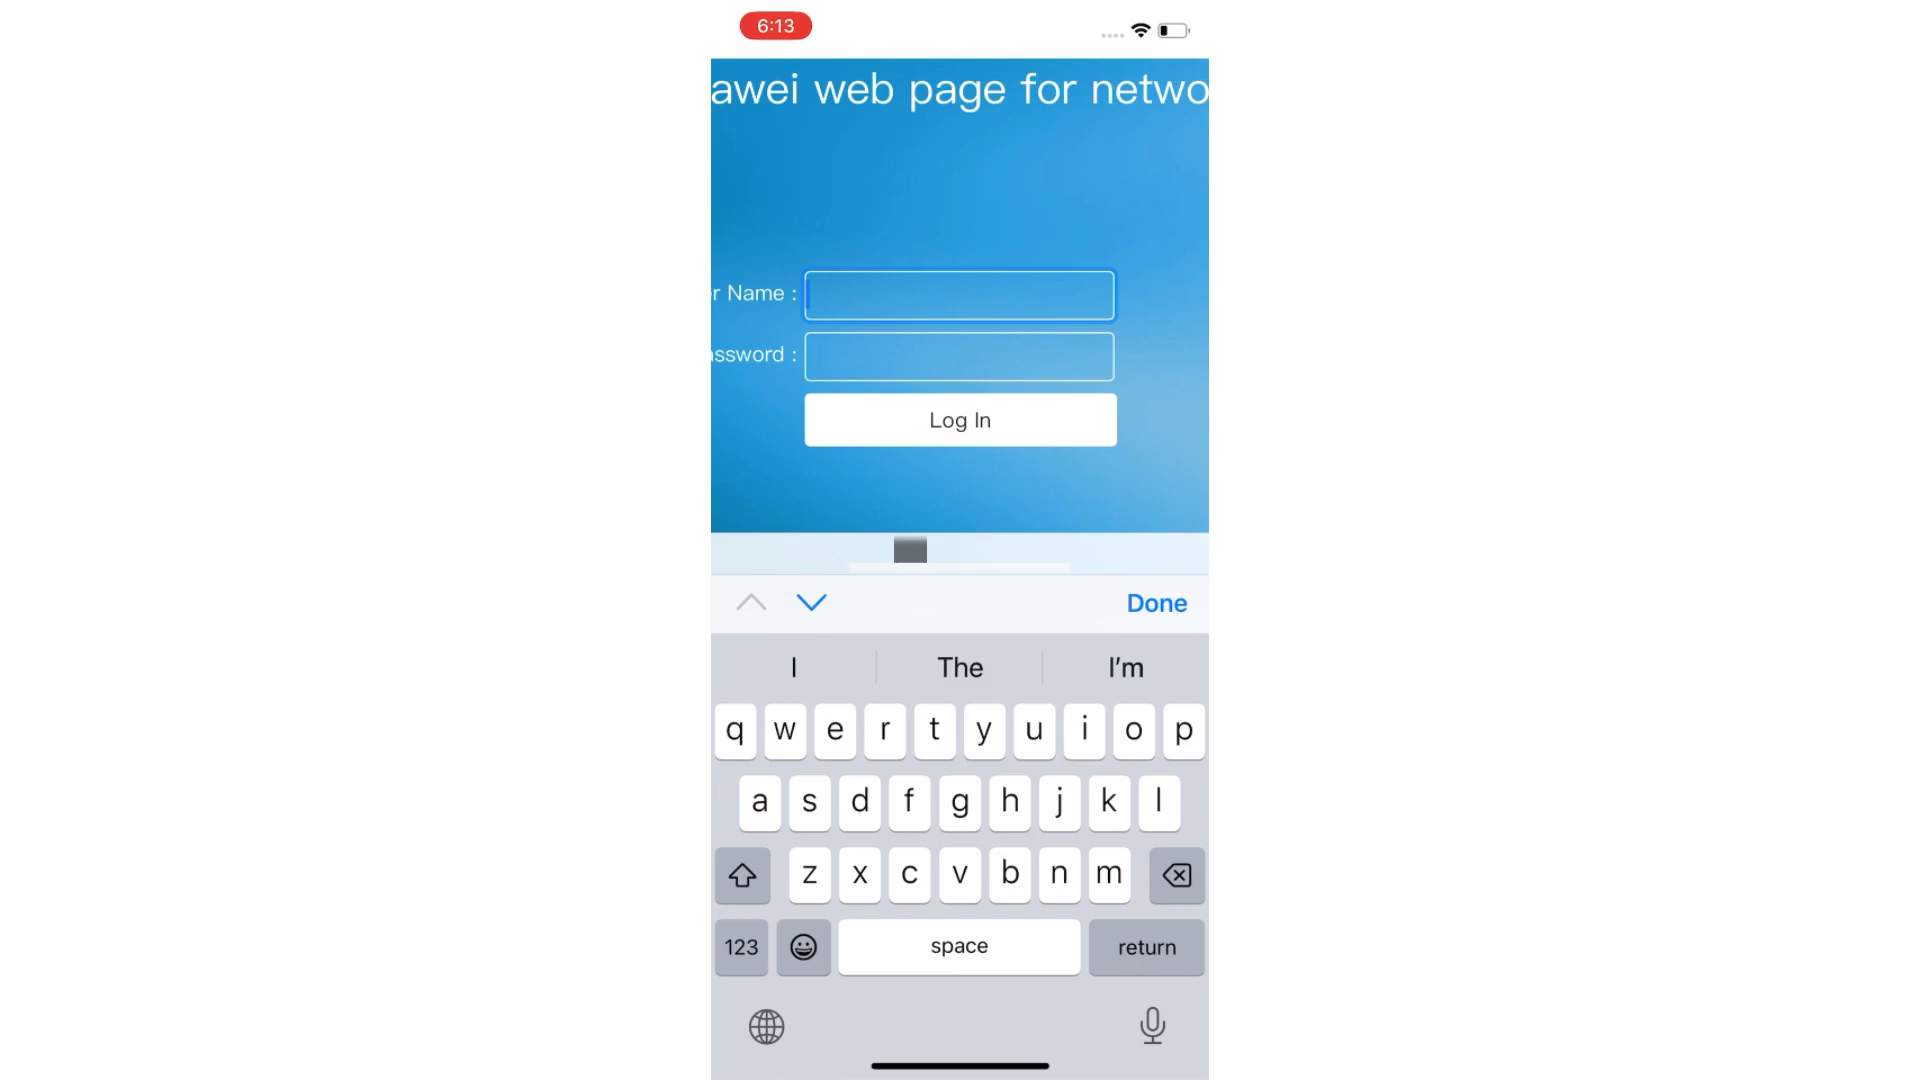 6:13
awei web page for netwo
r Name :
ssword :
Log In
Done
I
The
I'm
q w e r t y u i o p
a s d f g h j k l
z x c v b n m
123
space
return